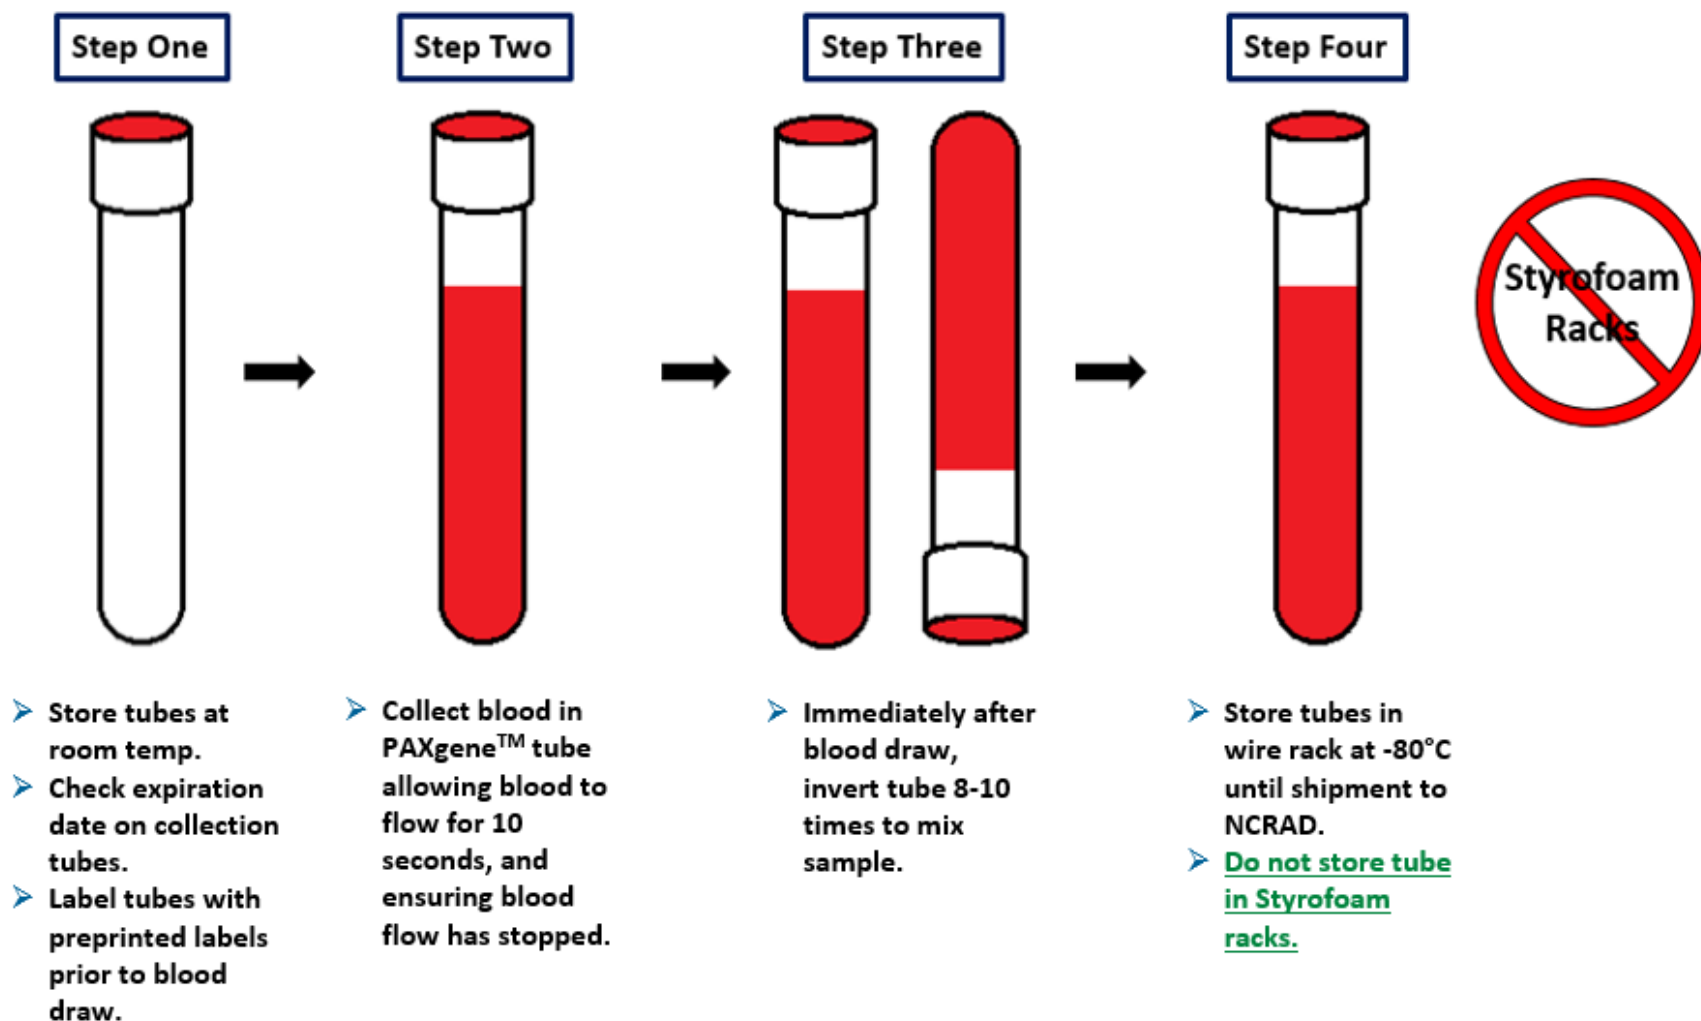 Step One
Step Two
Step Three
Step Four
Styrofoam
Racks
➢ Store tubes at
room temp.
➢ Check expiration
date on collection
tubes.
➢ Label tubes with
preprinted labels
prior to blood
draw.
➢ Collect blood in
PAXgene™ tube
allowing blood to
flow for 10
seconds, and
ensuring blood
flow has stopped.
➢ Immediately after
blood draw,
invert tube 8-10
times to mix
sample.
➢ Store tubes in
wire rack at -80°C
until shipment to
NCRAD.
➢ Do not store tube
in Styrofoam
racks.